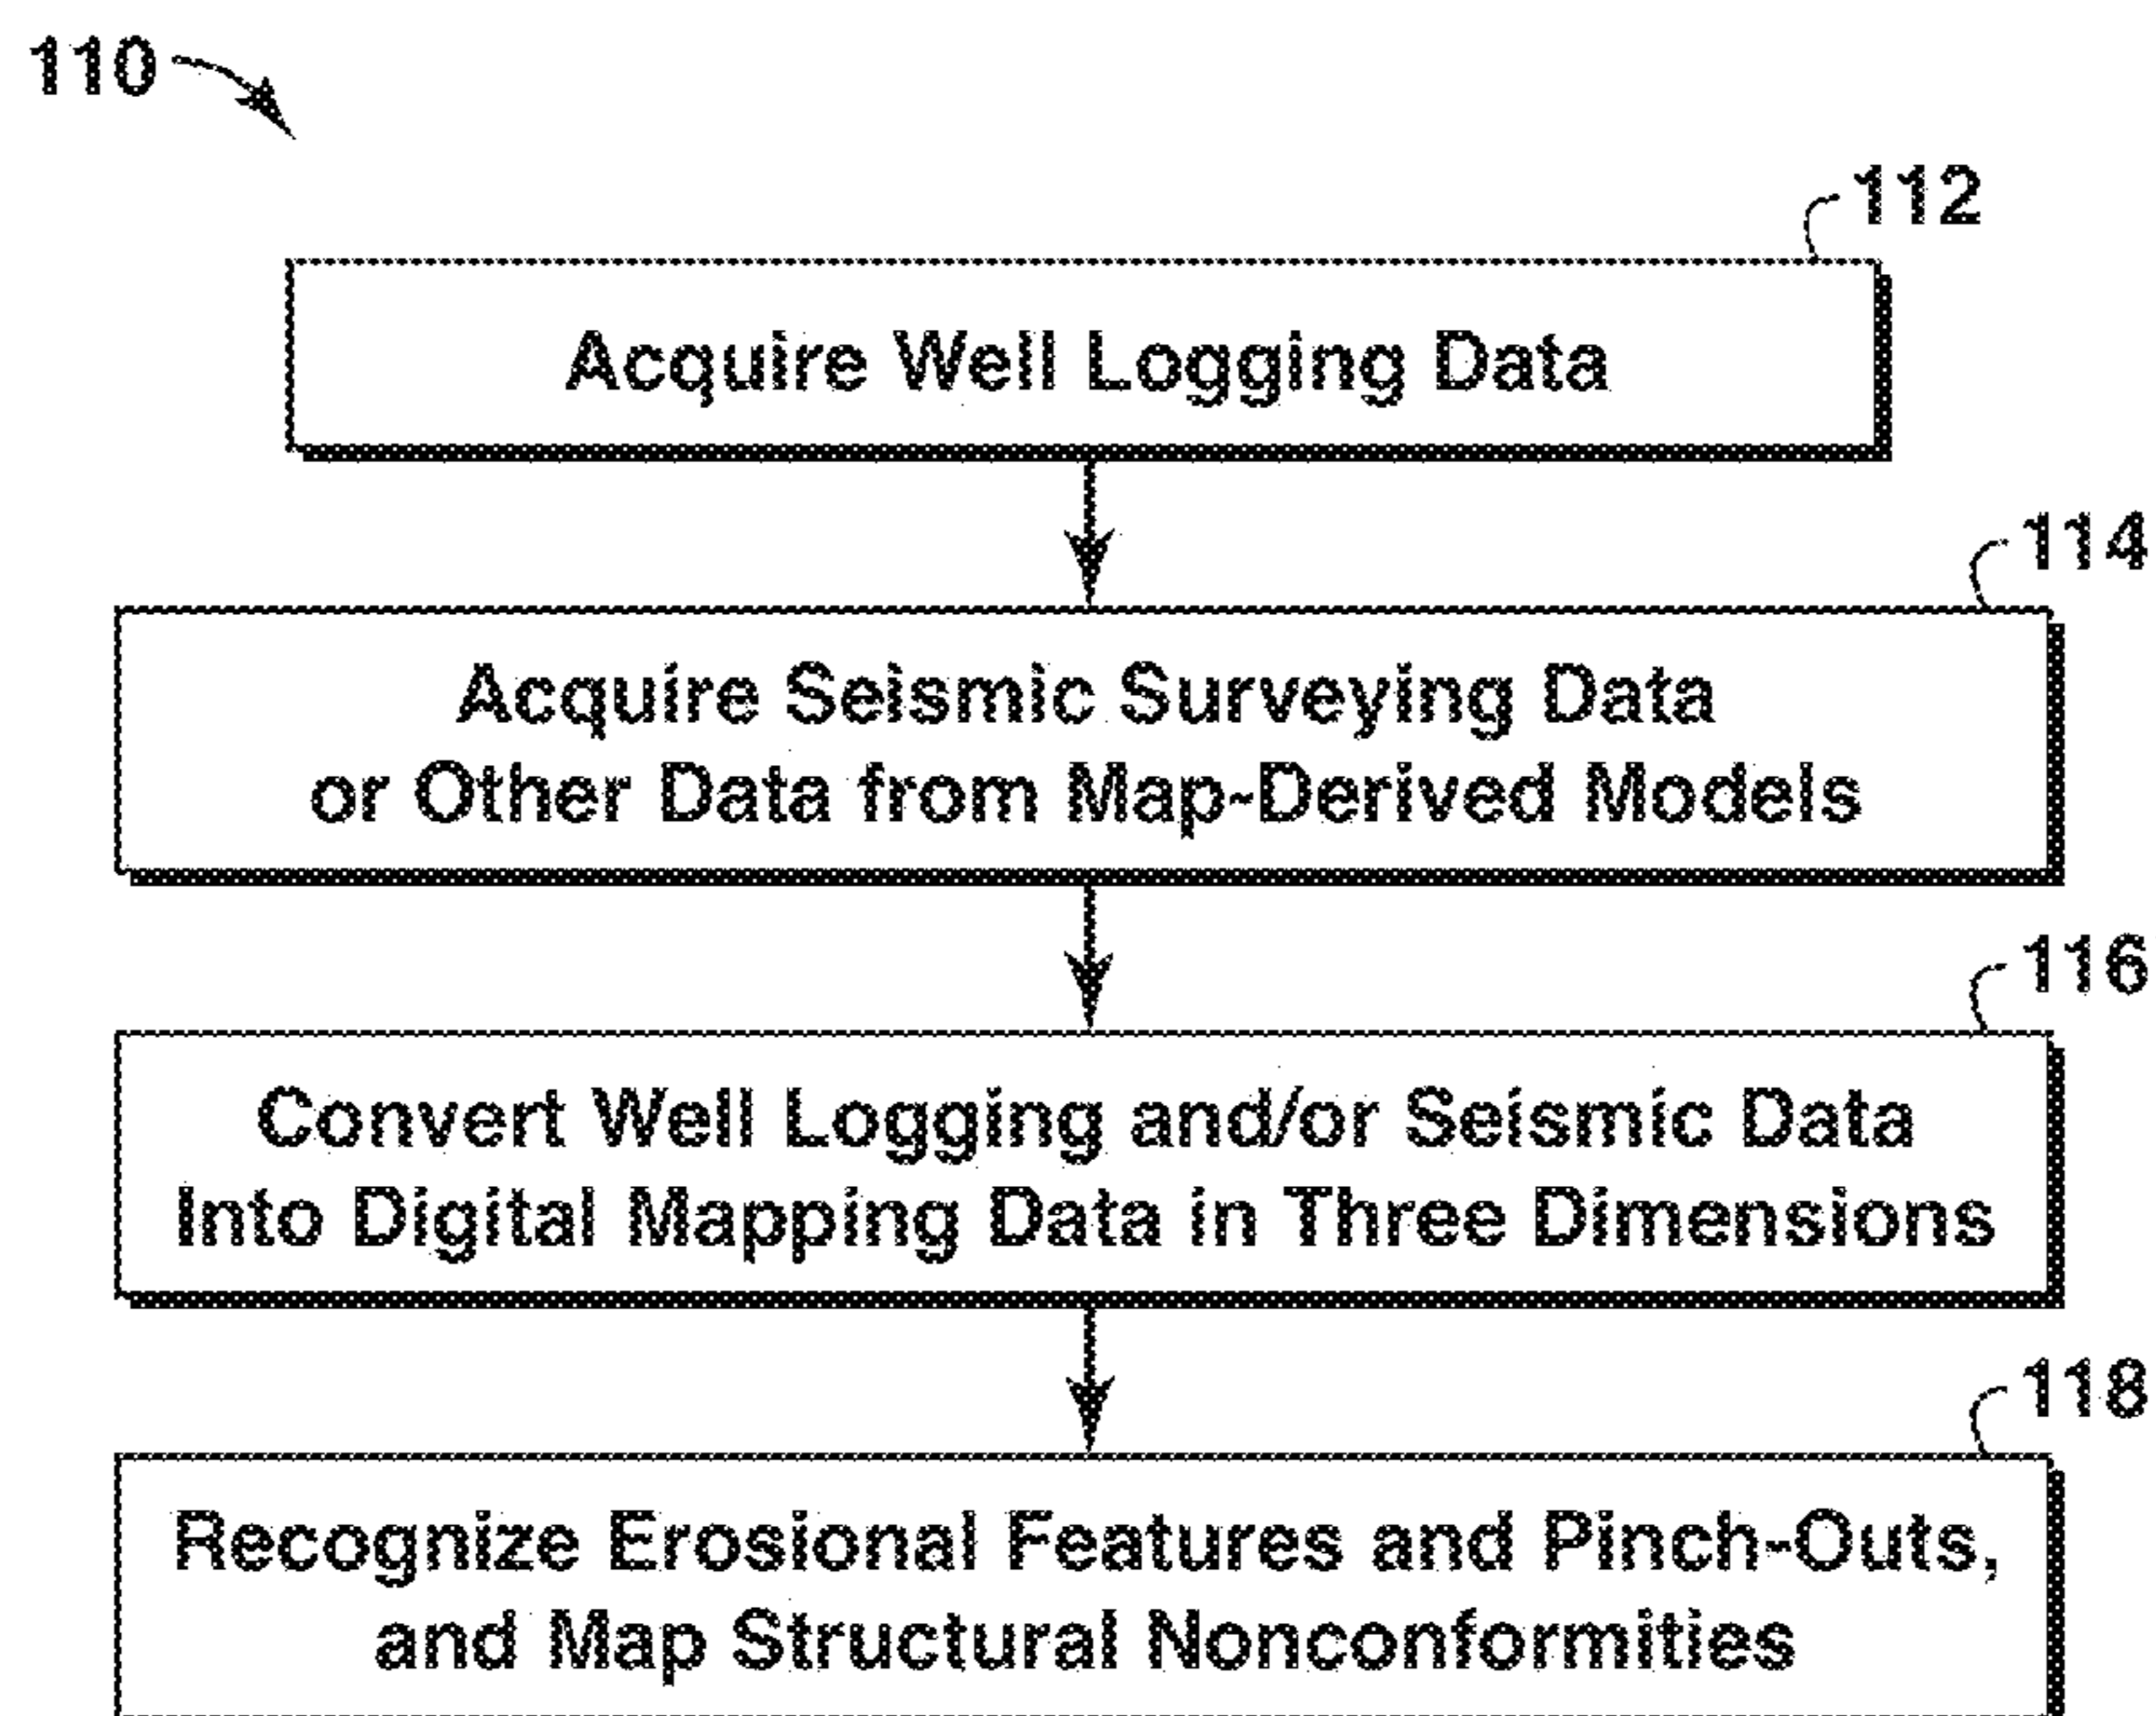 110
112
Acquire Well Logging Data
114
Acquire Seismic Surveying Data
or Other Data from Map-Derived Models
116
Convert Well Logging and/or Seismic Data
Into Digital Mapping Data in Three Dimensions
118
Recognize Erosional Features and Pinch-Outs,
and Map Structural Nonconformities